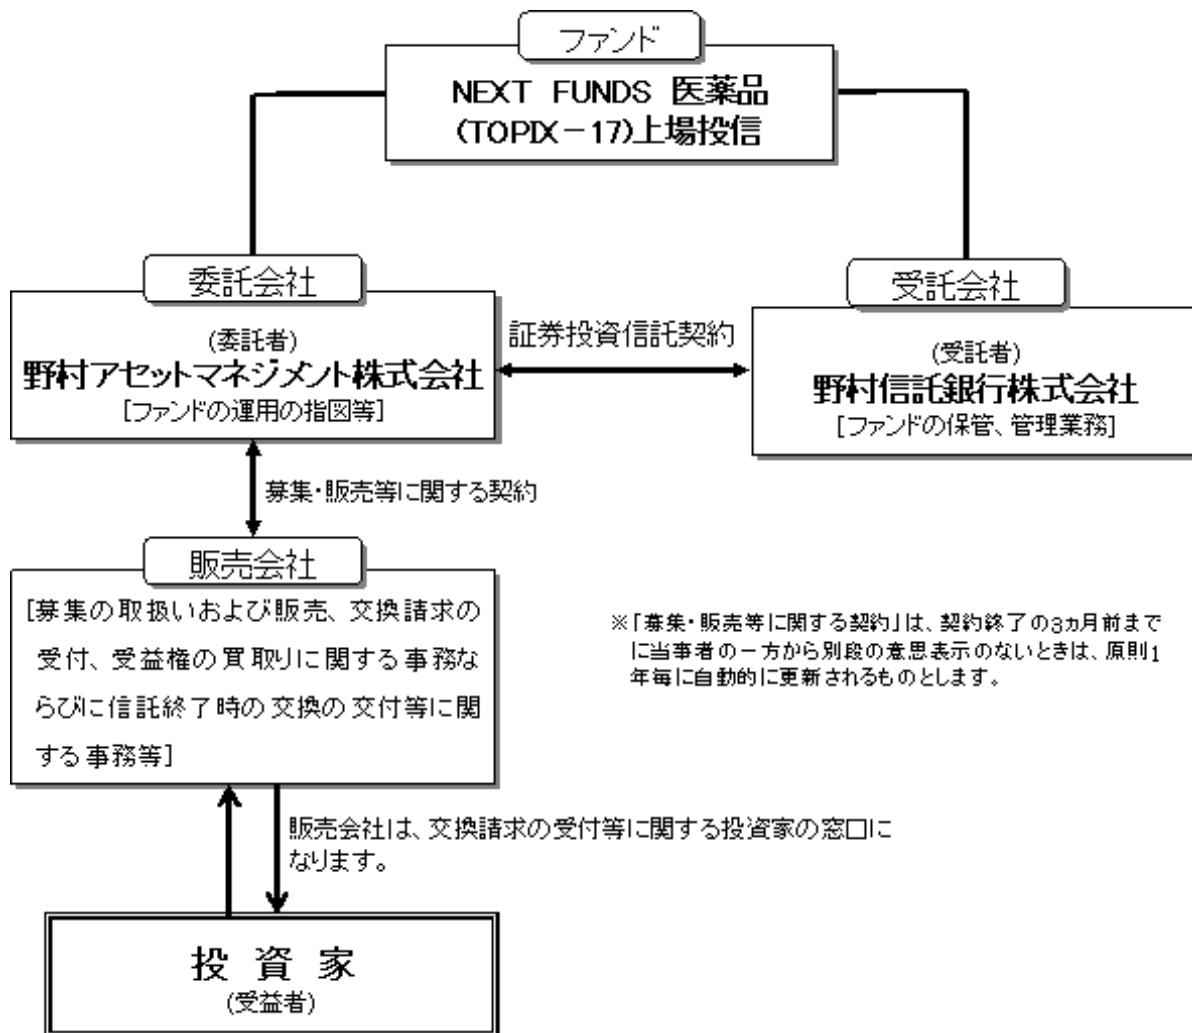 ファンド
NEXT FUNDS 医薬品
(TOPIX－17)上場投信
委託会社
(委託者)
野村アセットマネジメント株式会社
[ファンドの運用の指図等]
証券投資信託契約
受託会社
(受託者)
野村信託銀行株式会社
[ファンドの保管、管理業務]
募集・販売等に関する契約
販売会社
[募集の取扱いおよび販売、交換請求の
受付、受益権の買取りに関する事務な
らびに信託終了時の交換の交付等に関
する事務等]
※「募集・販売等に関する契約」は、契約終了の3ヵ月前まで
に当事者の一方から別段の意思表示のないときは、原則1
年毎に自動的に更新されるものとします。
販売会社は、交換請求の受付等に関する投資家の窓口に
なります。
投資家
(受益者)